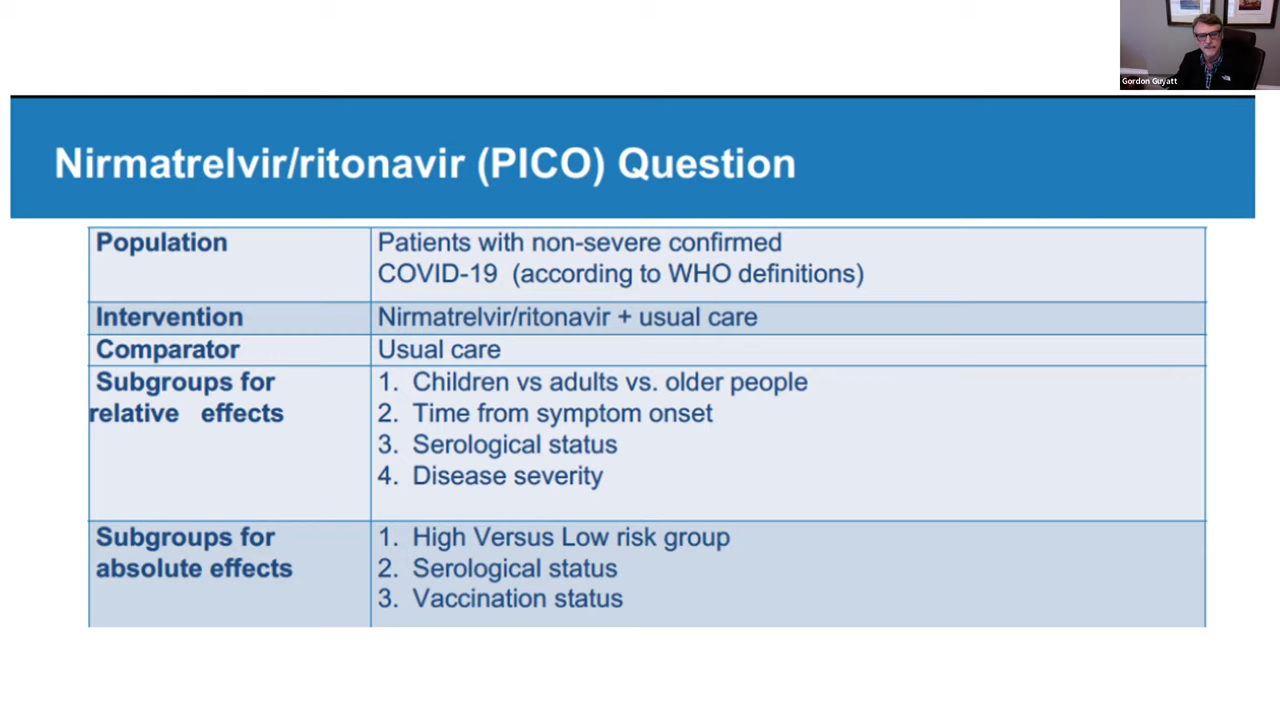 Gordon Guyatt
Nirmatrelvir/ritonavir (PICO) Question
Population
Patients with non-severe confirmed
COVID-19 (according to WHO definitions)
Intervention
Nirmatrelvir/ritonavir + usual care
Comparator
Usual care
Subgroups for
relative effects
1. Children vs adults vs. older people
2. Time from symptom onset
3. Serological status
4. Disease severity
Subgroups for
absolute effects
1. High Versus Low risk group
2. Serological status
3. Vaccination status